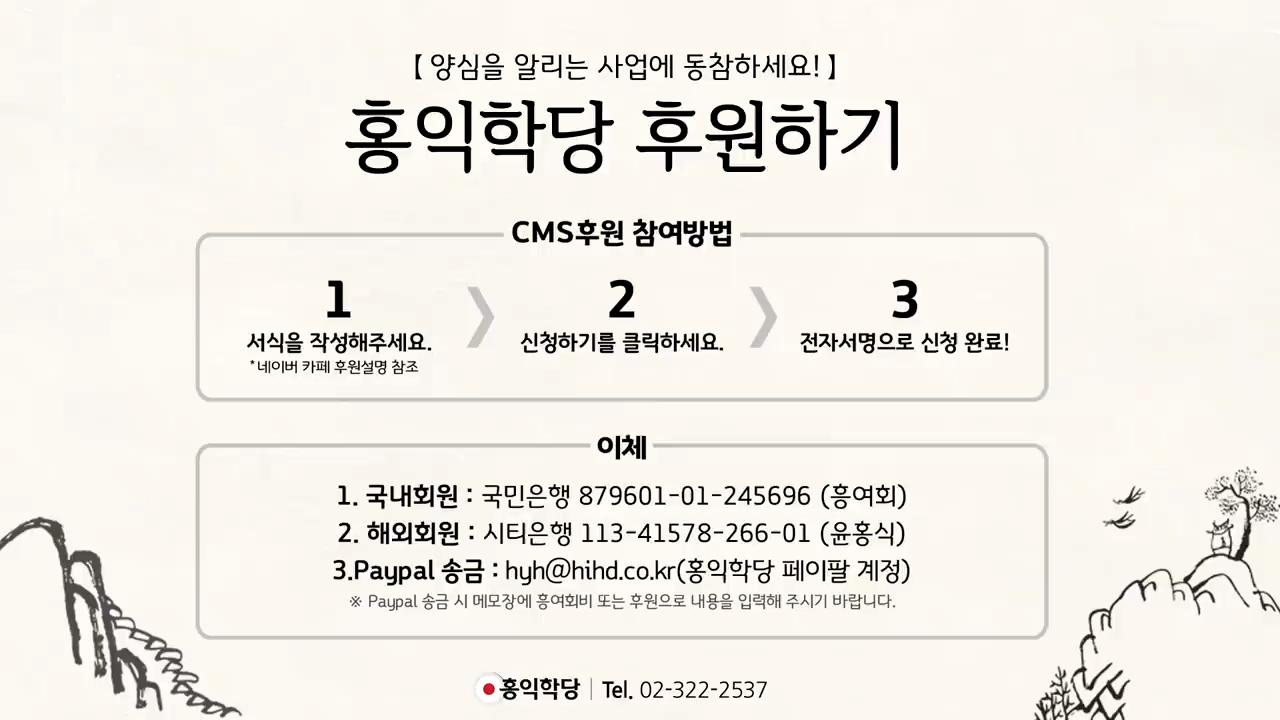 【 양심을 알리는 사업에 동참하세요! 】
홍익학당 후원하기
CMS후원 참여방법
1 > 2 > 3
서식을 작성해주세요. 신청하기를 클릭하세요. 전자서명으로 신청 완료!
*네이버 카페 후원설명 참조
이체
1. 국내회원 : 국민은행 879601-01-245696 (흥여회)
2. 해외회원 : 시티은행 113-41578-266-01 (윤홍식)
3.Paypal 송금 : hyh@hihd.co.kr(홍익학당 페이팔 계정)
※ Paypal 송금 시 메모장에 흥여회비 또는 후원으로 내용을 입력해 주시기 바랍니다.
홍익학당 | Tel. 02-322-2537